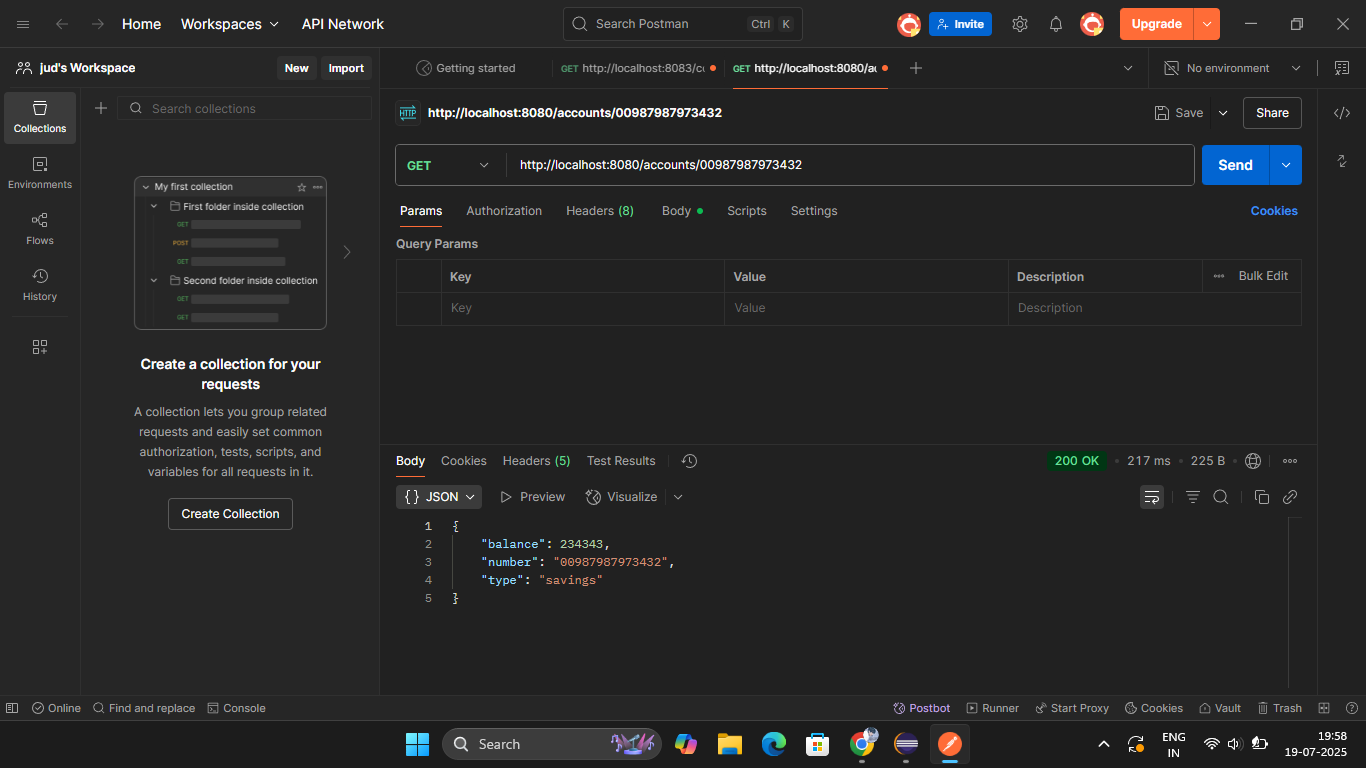 Home Workspaces API Network Search Postman Ctrl K Invite Upgrade
jud's Workspace New Import
Getting started GET http://localhost:8083/c GET http://localhost:8080/a No environment
Search collections
Collections
Environments
Flows
History
My first collection
First folder inside collection
GET
POST
GET
Second folder inside collection
GET
GET
Create a collection for your
requests
A collection lets you group related
requests and easily set common
authorization, tests, scripts, and
variables for all requests in it.
Create Collection
HTTP http://localhost:8080/accounts/00987987973432 Save Share
GET http://localhost:8080/accounts/00987987973432 Send
Params Authorization Headers (8) Body Scripts Settings Cookies
Query Params
Key Value Description Bulk Edit
Key Value Description
Body Cookies Headers (5) Test Results 200 OK 217 ms 225 B
{} JSON Preview Visualize
1 {
2 "balance": 234343,
3 "number": "00987987973432",
4 "type": "savings"
5 }
Online Find and replace Console Postbot Runner Start Proxy Cookies Vault Trash
Search ENG 19:58
IN 19-07-2025